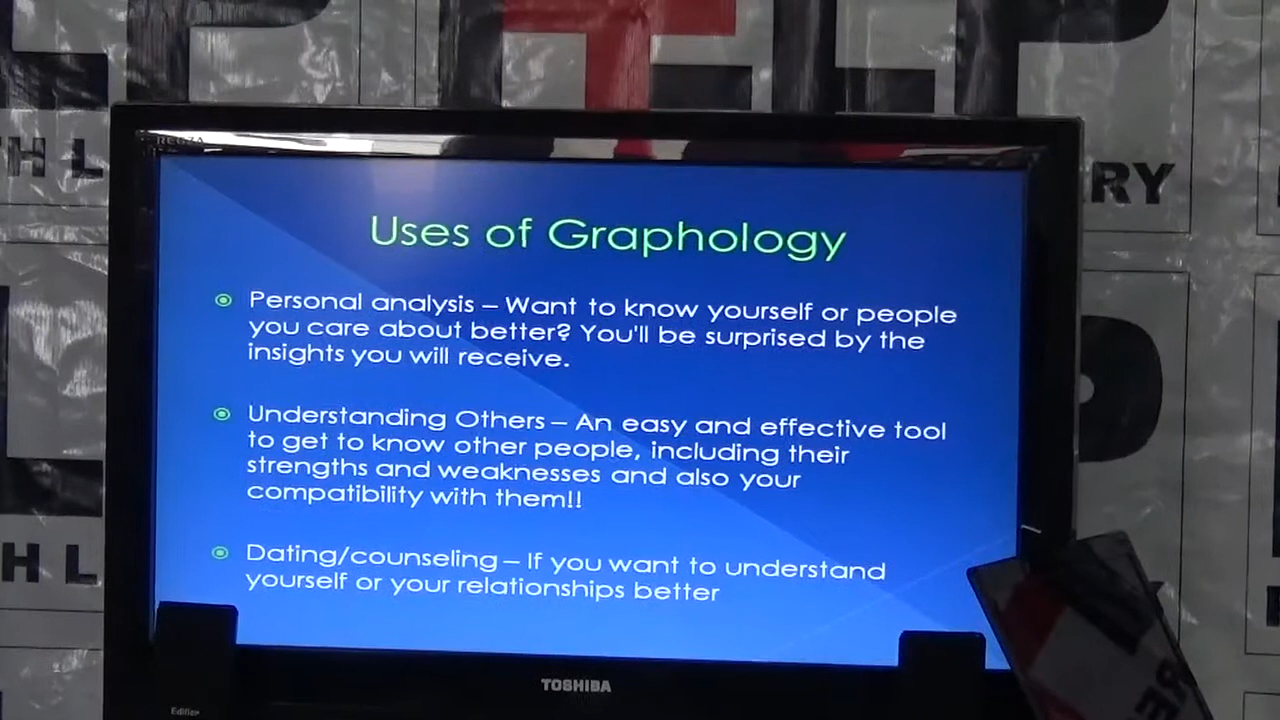 H L
RY
REGZA
Uses of Graphology
Personal analysis – Want to know yourself or people
you care about better? You'll be surprised by the
insights you will receive.
Understanding Others – An easy and effective tool
to get to know other people, including their
strengths and weaknesses and also your
compatibility with them!!
Dating/counseling – If you want to understand
yourself or your relationships better
H L
TOSHIBA
Edifier